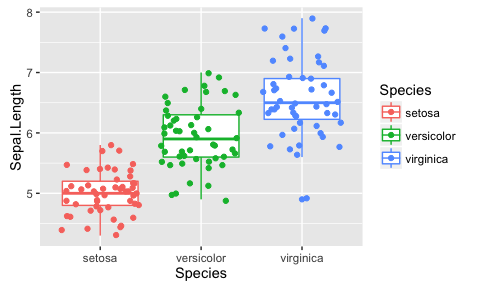 8
7
6
5
Sepal.Length
setosa
versicolor
virginica
Species
Species
setosa
versicolor
virginica